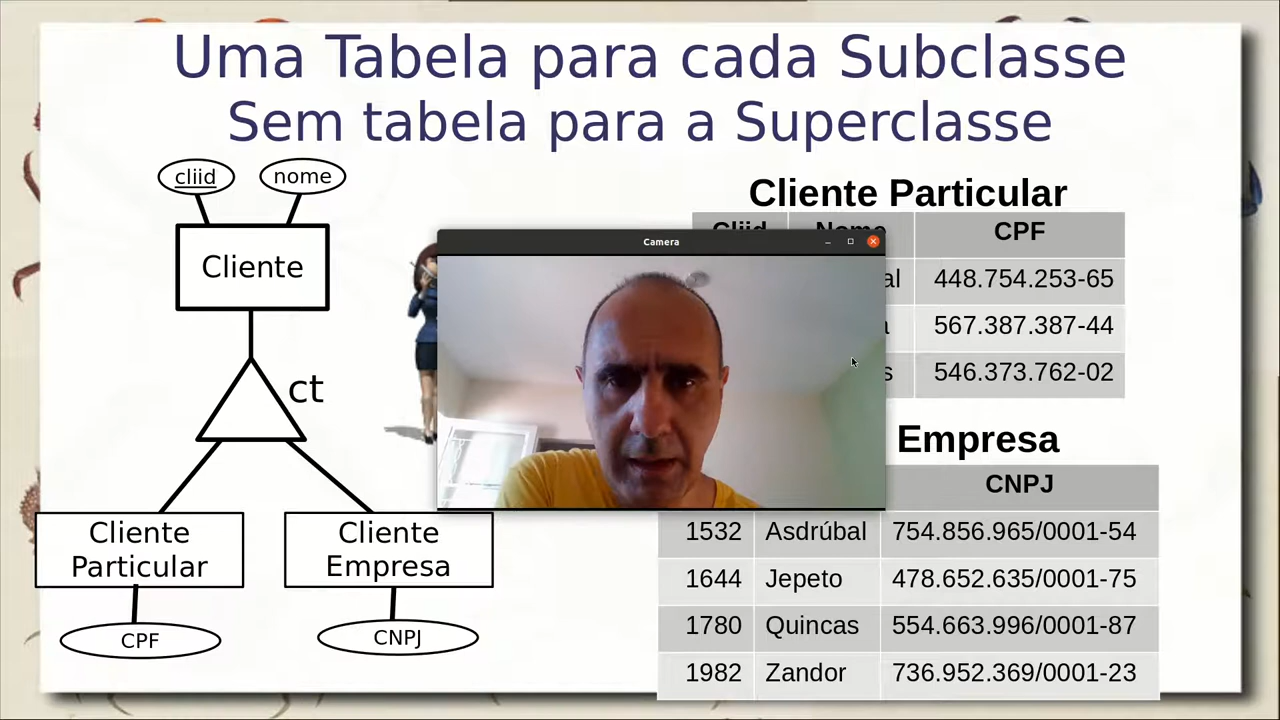 Uma Tabela para cada Subclasse
Sem tabela para a Superclasse
cliid
nome
Cliente
ct
Cliente
Particular
Cliente
Empresa
CPF
CNPJ
Camera
Cliente Particular
Cliid Nome CPF
al 448.754.253-65
a 567.387.387-44
s 546.373.762-02
Empresa
CNPJ
1532 Asdrúbal 754.856.965/0001-54
1644 Jepeto 478.652.635/0001-75
1780 Quincas 554.663.996/0001-87
1982 Zandor 736.952.369/0001-23